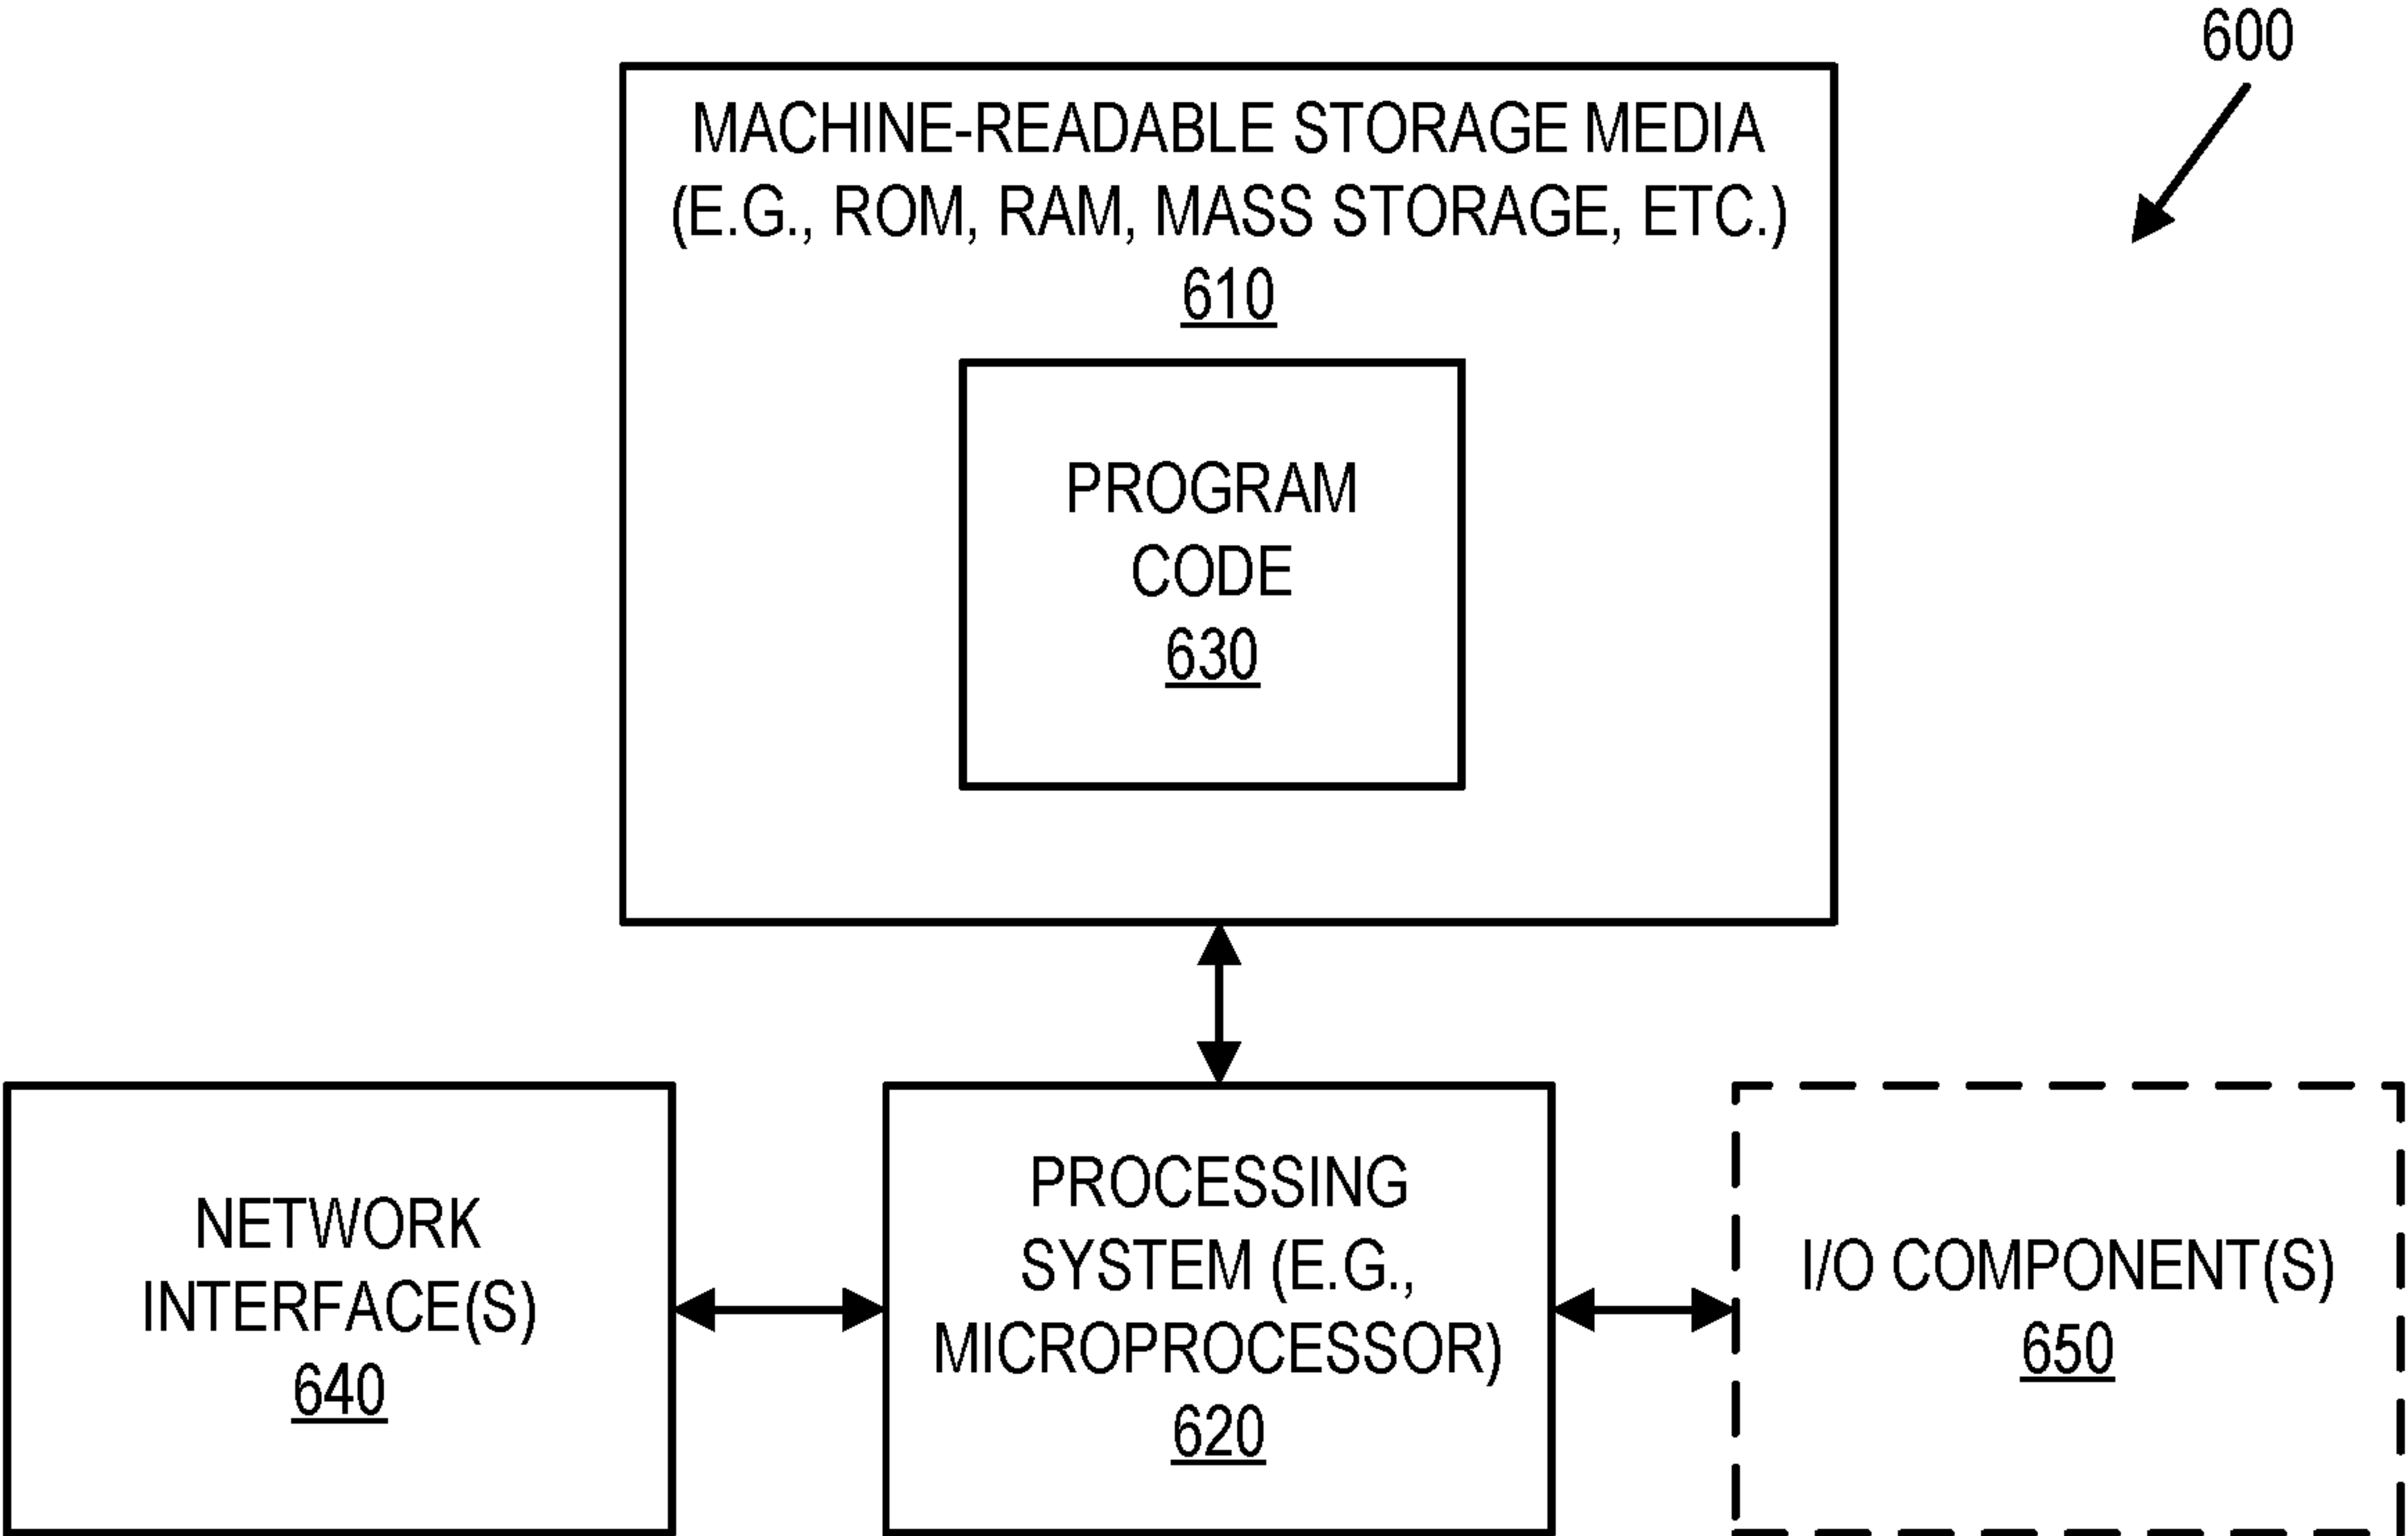 600
MACHINE-READABLE STORAGE MEDIA
(E.G., ROM, RAM, MASS STORAGE, ETC.)
610
PROGRAM
CODE
630
NETWORK
INTERFACE(S)
640
PROCESSING
SYSTEM (E.G.,
MICROPROCESSOR)
620
I/O COMPONENT(S)
650